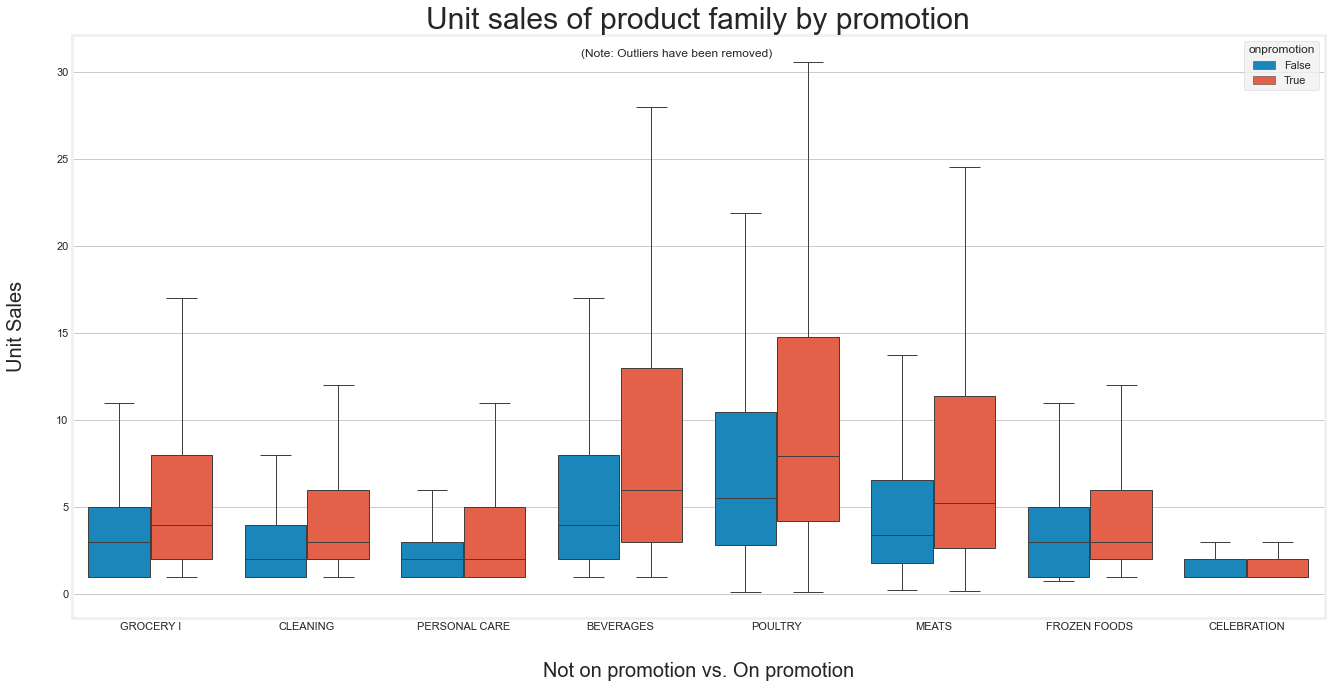 Unit sales of product family by promotion
(Note: Outliers have been removed)
onpromotion
False
True
Unit Sales
30
25
20
15
10
5
0
GROCERY I
CLEANING
PERSONAL CARE
BEVERAGES
POULTRY
MEATS
FROZEN FOODS
CELEBRATION
Not on promotion vs. On promotion